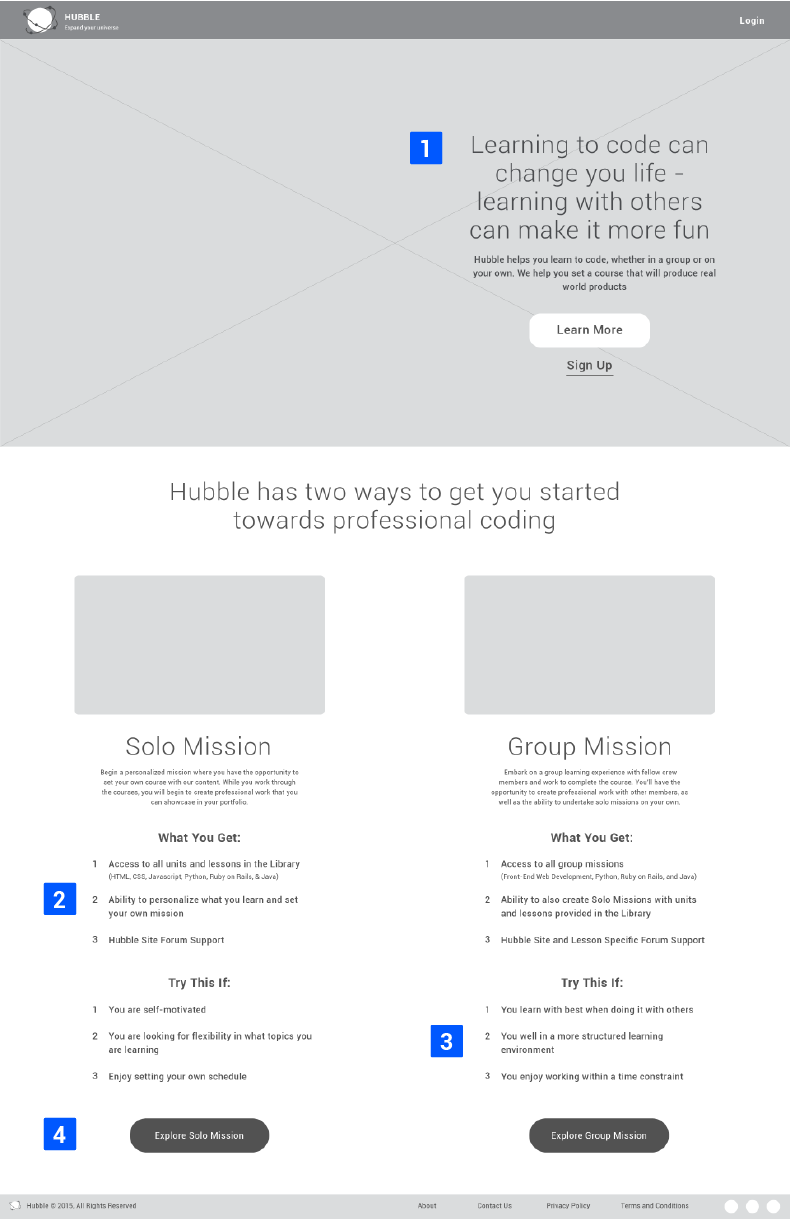 HUBBLE
Expand your universe
Login
1
Learning to code can
change you life -
learning with others
can make it more fun
Hubble helps you learn to code, whether in a group or on
your own. We help you set a course that will produce real
world products
Learn More
Sign Up
Hubble has two ways to get you started
towards professional coding
Solo Mission
Begin a personalized mission where you have the opportunity to
set your own course with our content. While you work through
the courses, you will begin to create professional work that you
can showcase in your portfolio.
What You Get:
1 Access to all units and lessons in the Library
(HTML, CSS, Javascript, Python, Ruby on Rails, & Java)
2
2 Ability to personalize what you learn and set
your own mission
3 Hubble Site Forum Support
Try This If:
1 You are self-motivated
2 You are looking for flexibility in what topics you
are learning
3 Enjoy setting your own schedule
4
Explore Solo Mission
Group Mission
Embark on a group learning experience with fellow crew
members and work to complete the course. You'll have the
opportunity to create professional work with other members, as
well as the ability to undertake solo missions on your own.
What You Get:
1 Access to all group missions
(Front-End Web Development, Python, Ruby on Rails, and Java)
2 Ability to also create Solo Missions with units
and lessons provided in the Library
3 Hubble Site and Lesson Specific Forum Support
Try This If:
1 You learn with best when doing it with others
3
2 You well in a more structured learning
environment
3 You enjoy working within a time constraint
Explore Group Mission
Hubble © 2015, All Rights Reserved
About
Contact Us
Privacy Policy
Terms and Conditions